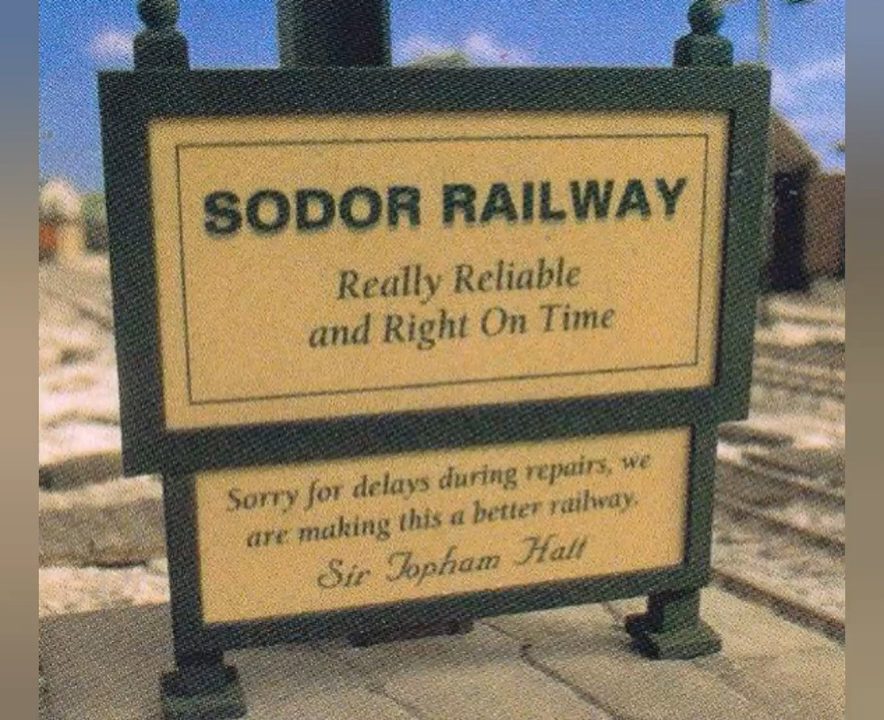 SODOR RAILWAY
Really Reliable
and Right On Time
Sorry for delays during repairs, we
are making this a better railway.
Sir Topham Hatt